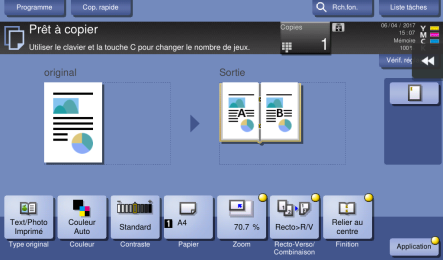 Programme
Cop. rapide
Rch.fon.
Liste tâches
Prêt à copier
Utiliser le clavier et la touche C pour changer le nombre de jeux.
Copies
1
06/04/2017
15:07
Mémoire
100%
Y
M
C
Vérif. rég
original
Sortie
A
B
Text/Photo
Imprimé
Couleur
Auto
Standard
1 A4
70.7 %
Recto>R/V
Relier au
centre
Type original
Couleur
Contraste
Papier
Zoom
Recto-Verso/
Combinaison
Finition
Application